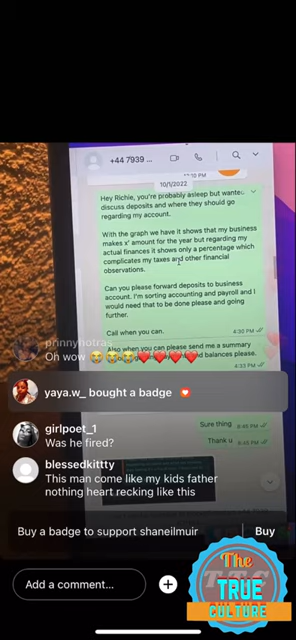 +44 7939 ...
10/1/2022
Hey Richie, you're probably asleep but wanted
discuss deposits and where they should go
regarding my account.
With the graph we have it shows that my business
makes x' amount for the year but regarding my
actual finances it shows only a percentage which
complicates my taxes and other financial
observations.
Can you please forward deposits to business
account. I'm sorting accounting and payroll and I
would need that to be done please and going
further.
Call when you can.
4:30 PM
Also when you can please send me a summary
and balances please.
4:33 PM
prinnyhotras
Oh wow 😭😭😭❤️❤️❤️❤️
yaya.w_ bought a badge
Sure thing
8:45 PM
Thank u
girlpoet_1
Was he fired?
blessedkittty
This man come like my kids father
nothing heart recking like this
Buy a badge to support shaneilmuir
Buy
Add a comment...
The
T.T.C
TRUE
CULTURE